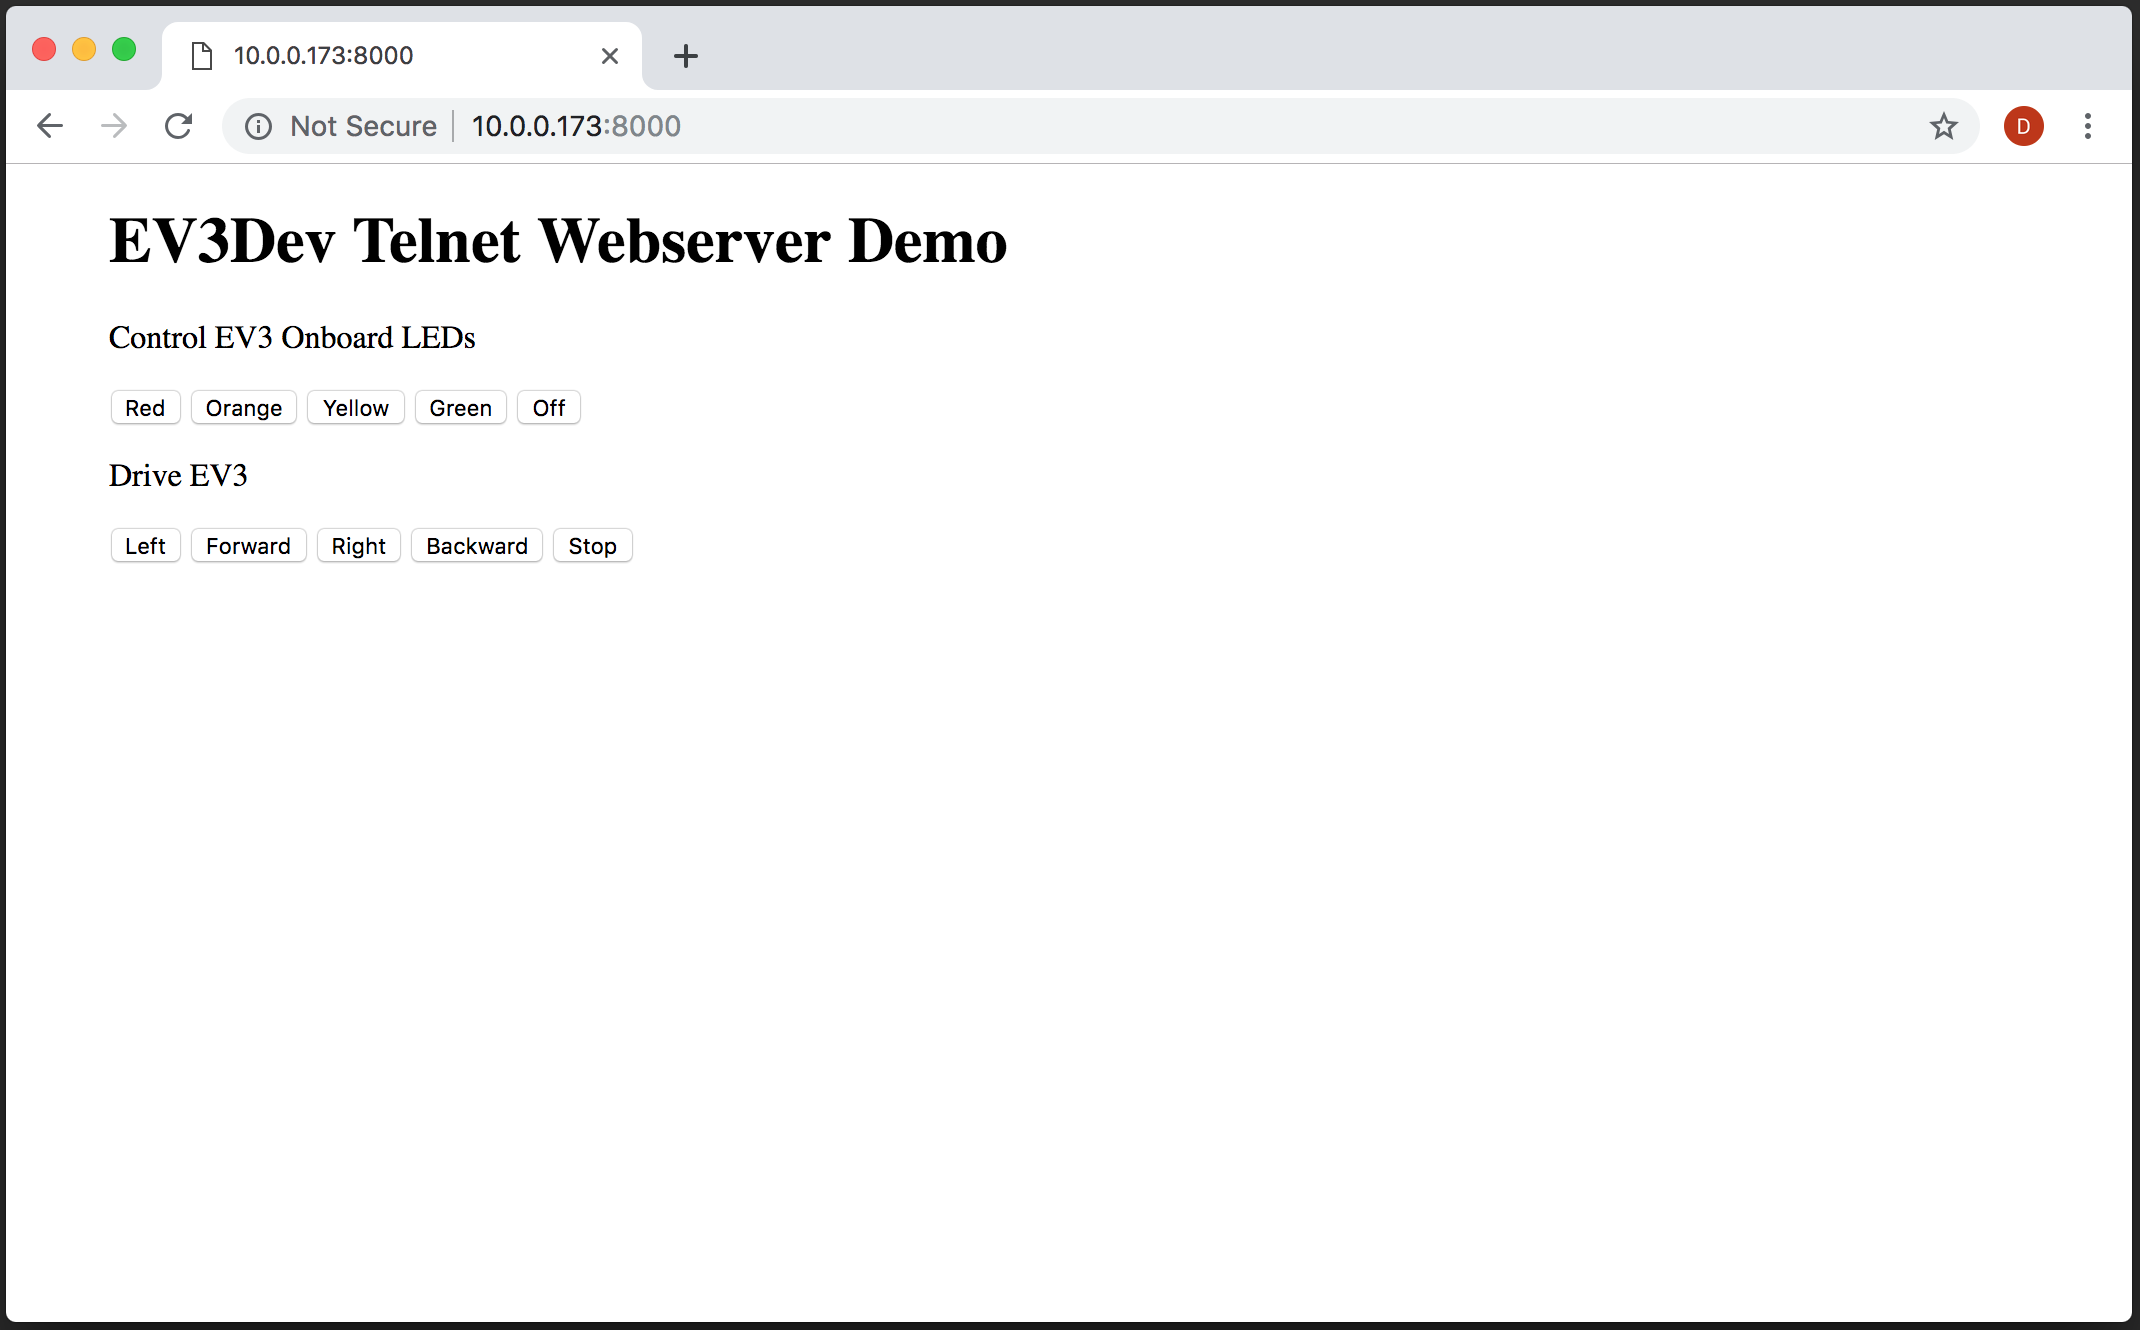 10.0.0.173:8000
Not Secure 10.0.0.173:8000 D
EV3Dev Telnet Webserver Demo
Control EV3 Onboard LEDs
Red Orange Yellow Green Off
Drive EV3
Left Forward Right Backward Stop